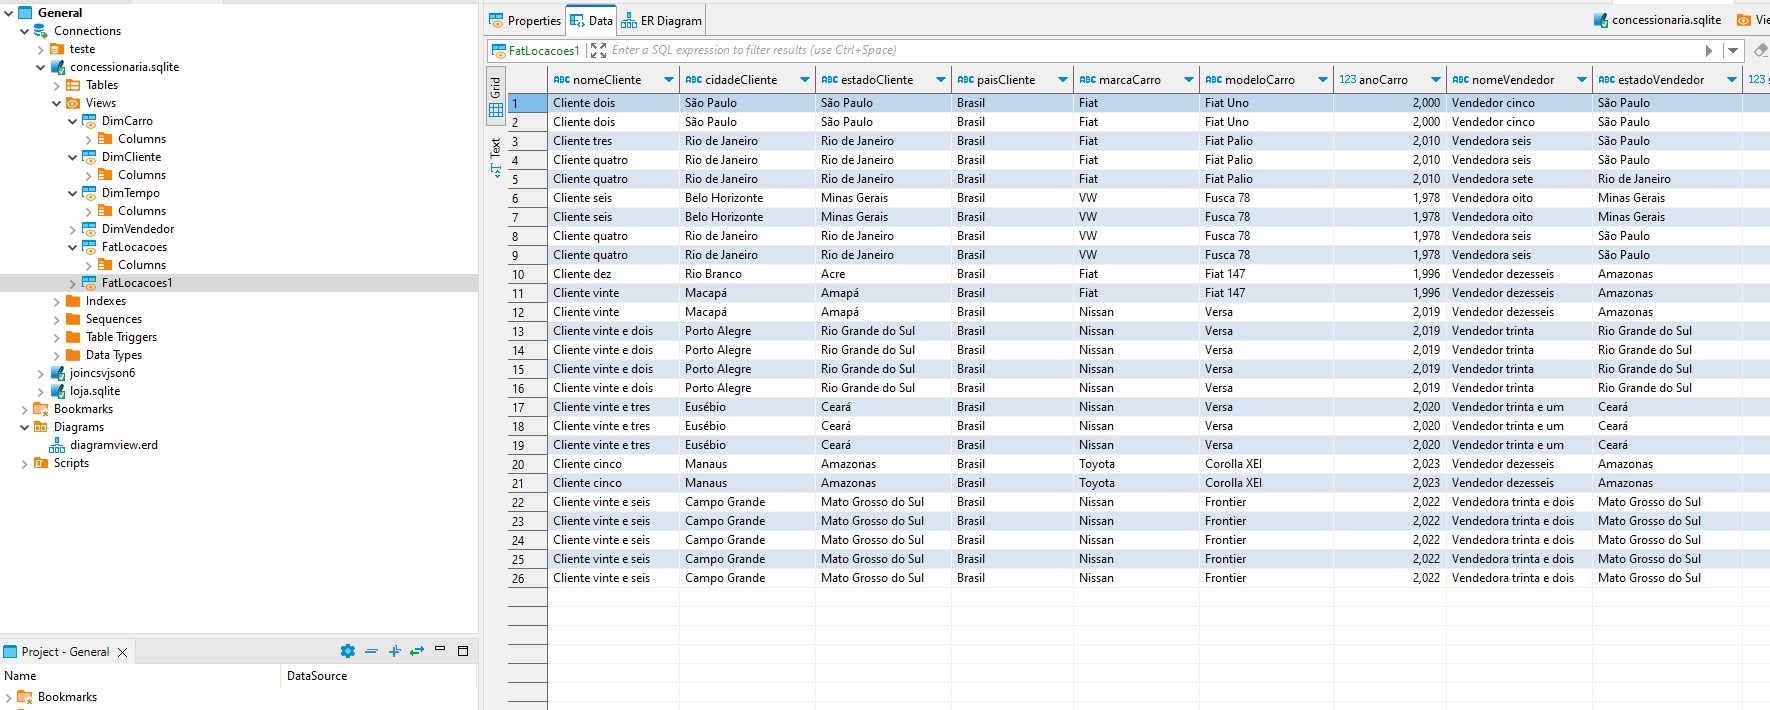 General
Connections
teste
concessionaria.sqlite
Tables
Views
DimCarro
Columns
DimCliente
Columns
DimTempo
Columns
DimVendedor
FatLocacoes
Columns
FatLocacoes1
Indexes
Sequences
Table Triggers
Data Types
joincsvjson6
loja.sqlite
Bookmarks
Diagrams
diagramview.erd
Scripts
Project - General
Name DataSource
Bookmarks
Properties Data ER Diagram concessionaria.sqlite Vie
FatLocacoes1 Enter a SQL expression to filter results (use Ctrl+Space)
Grid
Text
ABC nomeCliente ABC cidadeCliente ABC estadoCliente ABC paisCliente ABC marcaCarro ABC modeloCarro 123 anoCarro ABC nomeVendedor ABC estadoVendedor 123
1 Cliente dois São Paulo São Paulo Brasil Fiat Fiat Uno 2,000 Vendedor cinco São Paulo
2 Cliente dois São Paulo São Paulo Brasil Fiat Fiat Uno 2,000 Vendedor cinco São Paulo
3 Cliente tres Rio de Janeiro Rio de Janeiro Brasil Fiat Fiat Palio 2,010 Vendedora seis São Paulo
4 Cliente quatro Rio de Janeiro Rio de Janeiro Brasil Fiat Fiat Palio 2,010 Vendedora seis São Paulo
5 Cliente quatro Rio de Janeiro Rio de Janeiro Brasil Fiat Fiat Palio 2,010 Vendedora sete Rio de Janeiro
6 Cliente seis Belo Horizonte Minas Gerais Brasil VW Fusca 78 1,978 Vendedora oito Minas Gerais
7 Cliente seis Belo Horizonte Minas Gerais Brasil VW Fusca 78 1,978 Vendedora oito Minas Gerais
8 Cliente quatro Rio de Janeiro Rio de Janeiro Brasil VW Fusca 78 1,978 Vendedora seis São Paulo
9 Cliente quatro Rio de Janeiro Rio de Janeiro Brasil VW Fusca 78 1,978 Vendedora seis São Paulo
10 Cliente dez Rio Branco Acre Brasil Fiat Fiat 147 1,996 Vendedor dezesseis Amazonas
11 Cliente vinte Macapá Amapá Brasil Fiat Fiat 147 1,996 Vendedor dezesseis Amazonas
12 Cliente vinte Macapá Amapá Brasil Nissan Versa 2,019 Vendedor dezesseis Amazonas
13 Cliente vinte e dois Porto Alegre Rio Grande do Sul Brasil Nissan Versa 2,019 Vendedor trinta Rio Grande do Sul
14 Cliente vinte e dois Porto Alegre Rio Grande do Sul Brasil Nissan Versa 2,019 Vendedor trinta Rio Grande do Sul
15 Cliente vinte e dois Porto Alegre Rio Grande do Sul Brasil Nissan Versa 2,019 Vendedor trinta Rio Grande do Sul
16 Cliente vinte e dois Porto Alegre Rio Grande do Sul Brasil Nissan Versa 2,019 Vendedor trinta Rio Grande do Sul
17 Cliente vinte e tres Eusébio Ceará Brasil Nissan Versa 2,020 Vendedor trinta e um Ceará
18 Cliente vinte e tres Eusébio Ceará Brasil Nissan Versa 2,020 Vendedor trinta e um Ceará
19 Cliente vinte e tres Eusébio Ceará Brasil Nissan Versa 2,020 Vendedor trinta e um Ceará
20 Cliente cinco Manaus Amazonas Brasil Toyota Corolla XEI 2,023 Vendedor dezesseis Amazonas
21 Cliente cinco Manaus Amazonas Brasil Toyota Corolla XEI 2,023 Vendedor dezesseis Amazonas
22 Cliente vinte e seis Campo Grande Mato Grosso do Sul Brasil Nissan Frontier 2,022 Vendedora trinta e dois Mato Grosso do Sul
23 Cliente vinte e seis Campo Grande Mato Grosso do Sul Brasil Nissan Frontier 2,022 Vendedora trinta e dois Mato Grosso do Sul
24 Cliente vinte e seis Campo Grande Mato Grosso do Sul Brasil Nissan Frontier 2,022 Vendedora trinta e dois Mato Grosso do Sul
25 Cliente vinte e seis Campo Grande Mato Grosso do Sul Brasil Nissan Frontier 2,022 Vendedora trinta e dois Mato Grosso do Sul
26 Cliente vinte e seis Campo Grande Mato Grosso do Sul Brasil Nissan Frontier 2,022 Vendedora trinta e dois Mato Grosso do Sul